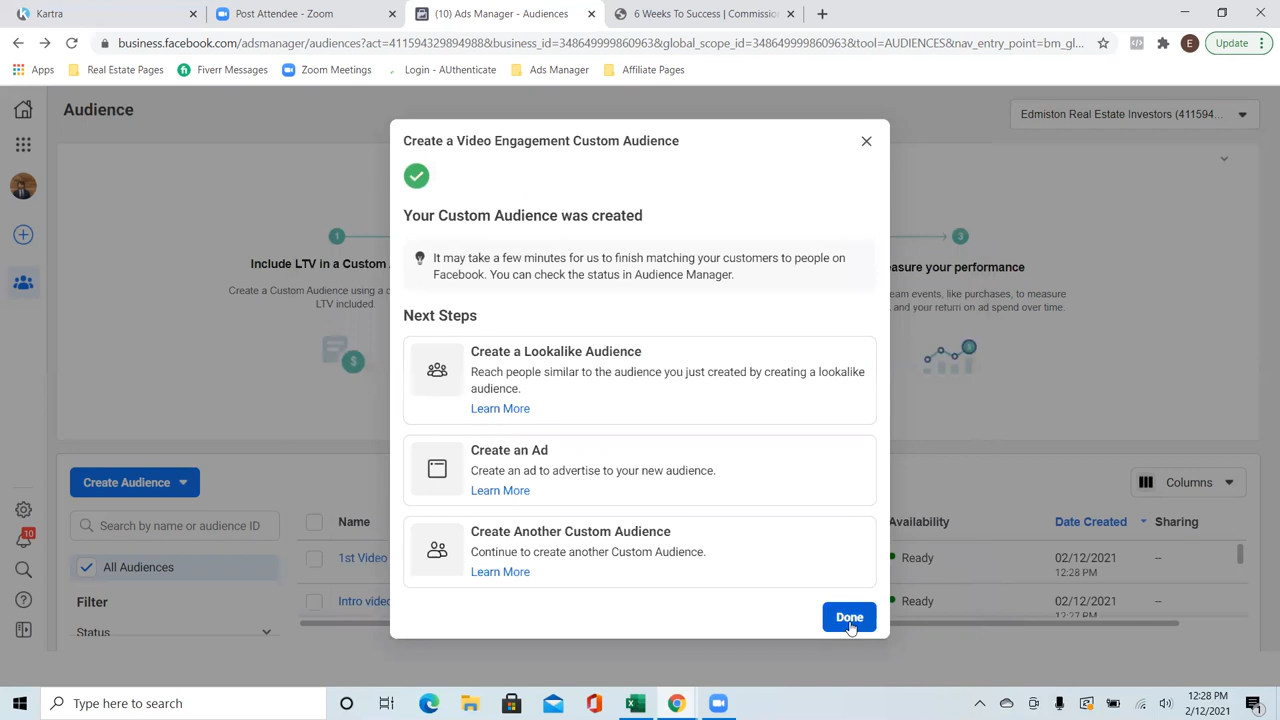 Kartra
Post Attendee - Zoom
(10) Ads Manager - Audiences
6 Weeks To Success | Commission
business.facebook.com/adsmanager/audiences?act=411594329894988&business_id=348649999860963&global_scope_id=348649999860963&tool=AUDIENCES&nav_entry_point=bm_gl...
E
Update
Apps
Real Estate Pages
Fiverr Messages
Zoom Meetings
Login - AUthenticate
Ads Manager
Affiliate Pages
Audience
Edmiston Real Estate Investors (411594...
Create a Video Engagement Custom Audience
Your Custom Audience was created
It may take a few minutes for us to finish matching your customers to people on
Facebook. You can check the status in Audience Manager.
Next Steps
Create a Lookalike Audience
Reach people similar to the audience you just created by creating a lookalike
audience.
Learn More
Create an Ad
Create an ad to advertise to your new audience.
Learn More
Create Another Custom Audience
Continue to create another Custom Audience.
Learn More
Done
1
Include LTV in a Custom A
Create a Custom Audience using a c
LTV included.
3
asure your performance
eam events, like purchases, to measure
and your return on ad spend over time.
Create Audience
Columns
Search by name or audience ID
Name
Availability
Date Created
Sharing
All Audiences
1st Video
Ready
02/12/2021
12:28 PM
–
Filter
Intro video
Ready
02/12/2021
12:27 PM
–
Status
10
Type here to search
12:28 PM
2/12/2021
1